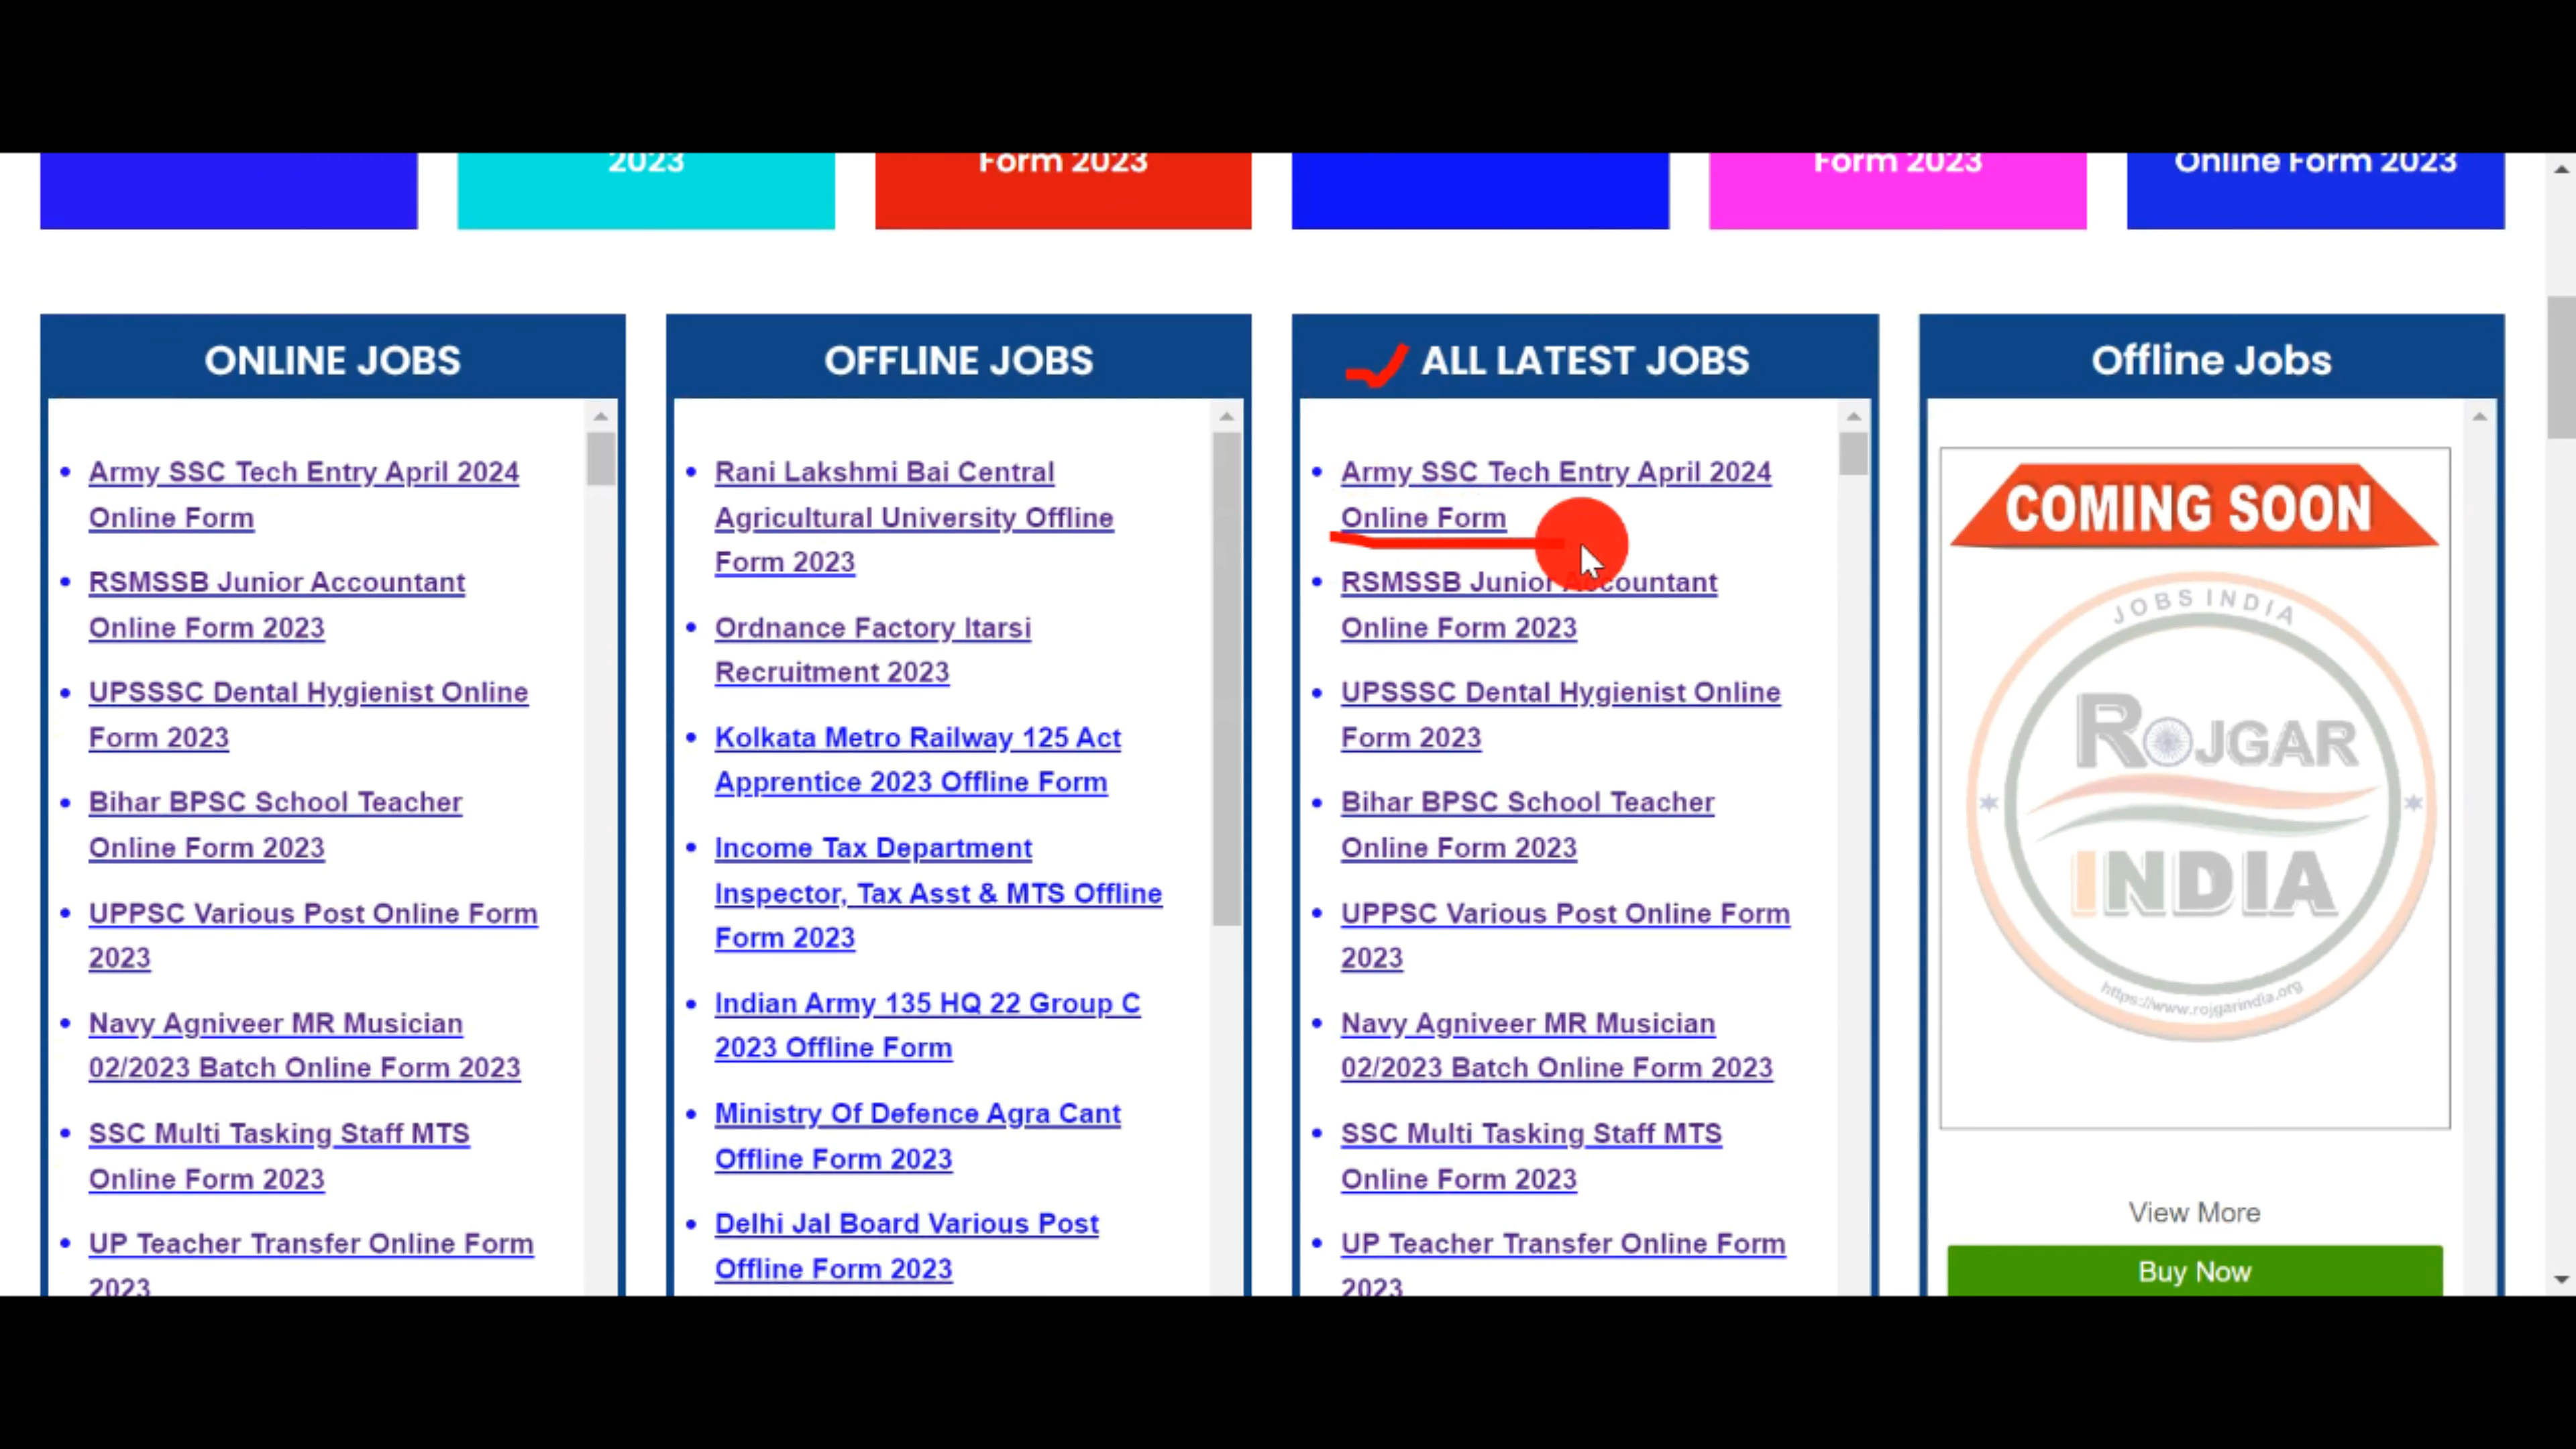 2023
Form 2023
Form 2023
Online Form 2023
ONLINE JOBS
Army SSC Tech Entry April 2024
Online Form
RSMSSB Junior Accountant
Online Form 2023
UPSSSC Dental Hygienist Online
Form 2023
Bihar BPSC School Teacher
Online Form 2023
UPPSC Various Post Online Form
2023
Navy Agniveer MR Musician
02/2023 Batch Online Form 2023
SSC Multi Tasking Staff MTS
Online Form 2023
UP Teacher Transfer Online Form
2023
OFFLINE JOBS
Rani Lakshmi Bai Central
Agricultural University Offline
Form 2023
Ordnance Factory Itarsi
Recruitment 2023
Kolkata Metro Railway 125 Act
Apprentice 2023 Offline Form
Income Tax Department
Inspector, Tax Asst & MTS Offline
Form 2023
Indian Army 135 HQ 22 Group C
2023 Offline Form
Ministry Of Defence Agra Cant
Offline Form 2023
Delhi Jal Board Various Post
Offline Form 2023
ALL LATEST JOBS
Army SSC Tech Entry April 2024
Online Form
RSMSSB Junior Accountant
Online Form 2023
UPSSSC Dental Hygienist Online
Form 2023
Bihar BPSC School Teacher
Online Form 2023
UPPSC Various Post Online Form
2023
Navy Agniveer MR Musician
02/2023 Batch Online Form 2023
SSC Multi Tasking Staff MTS
Online Form 2023
UP Teacher Transfer Online Form
2023
Offline Jobs
COMING SOON
JOBS INDIA
ROJGAR
INDIA
https://www.rojgarindia.org
View More
Buy Now